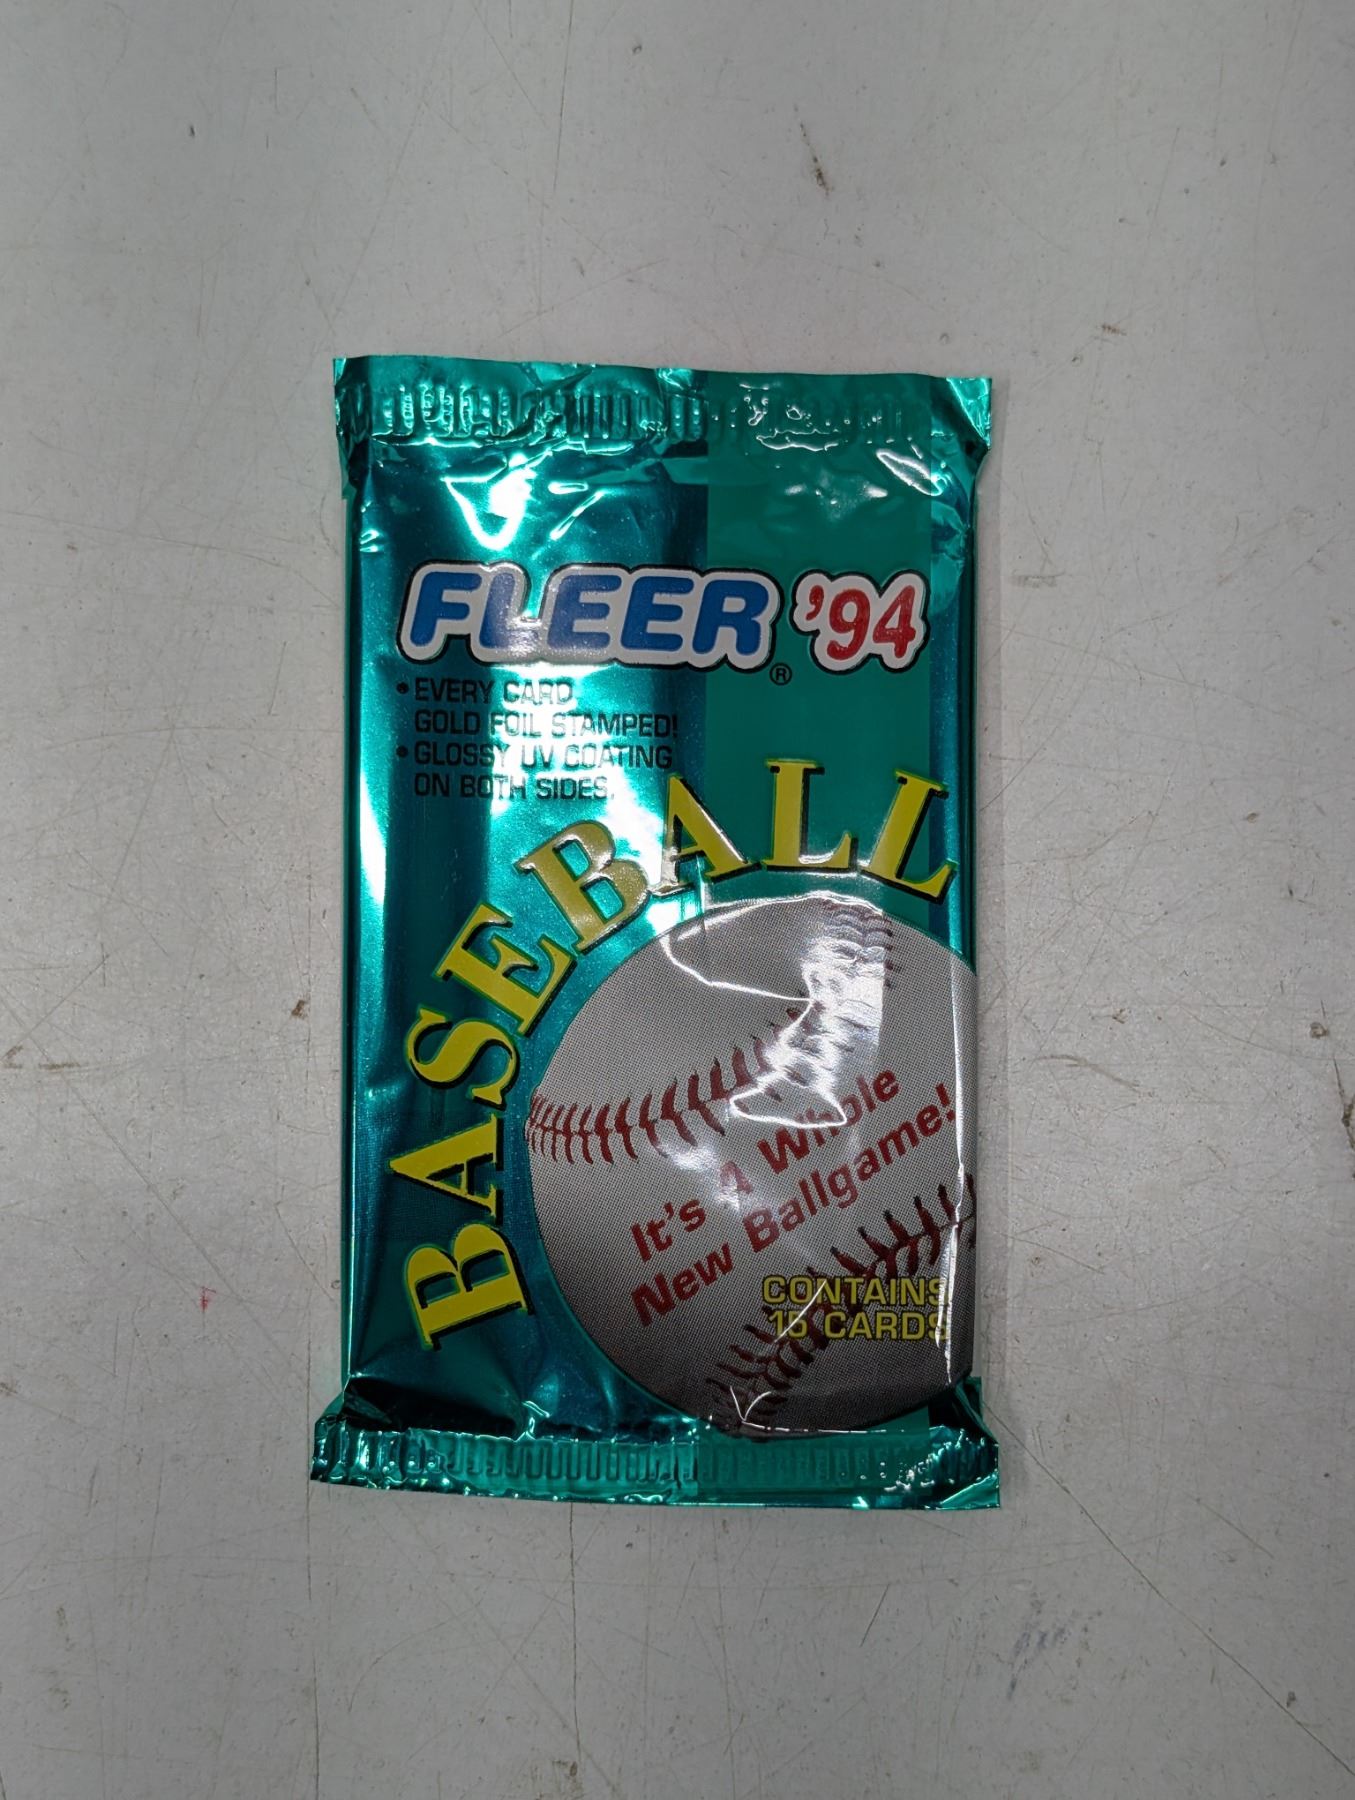 FLEER '94
®
• EVERY CARD
GOLD FOIL STAMPED!
• GLOSSY UV COATING
ON BOTH SIDES.
BASEBALL
It's A Whole
New Ballgame!
CONTAINS
15 CARDS